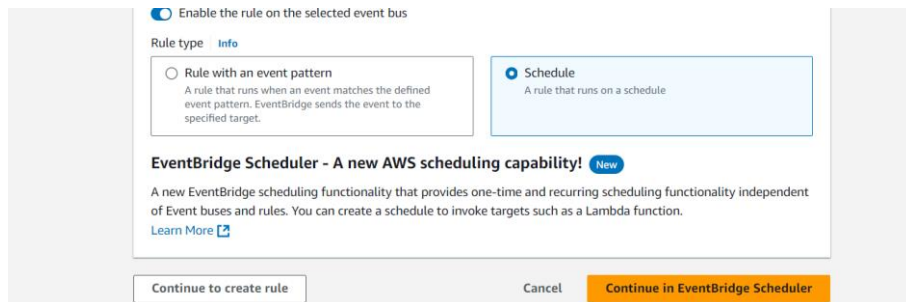 Enable the rule on the selected event bus
Rule type Info
Rule with an event pattern
A rule that runs when an event matches the defined
event pattern. EventBridge sends the event to the
specified target.
Schedule
A rule that runs on a schedule
EventBridge Scheduler - A new AWS scheduling capability! New
A new EventBridge scheduling functionality that provides one-time and recurring scheduling functionality independent
of Event buses and rules. You can create a schedule to invoke targets such as a Lambda function.
Learn More
Continue to create rule Cancel Continue in EventBridge Scheduler